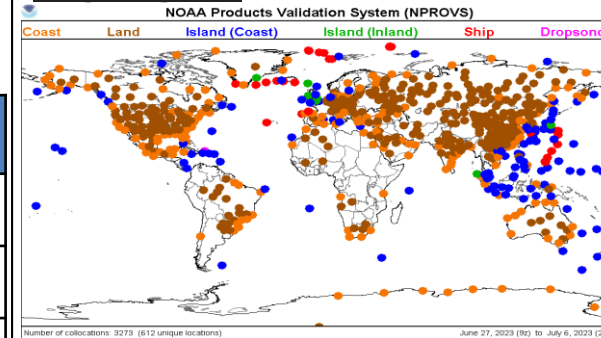 NOAA Products Validation System (NPROVS)
Coast Land Island (Coast) Island (Inland) Ship Dropsond
Number of collocations: 3273 (612 unique locations) June 27, 2023 (9z) to July 6, 2023 (2